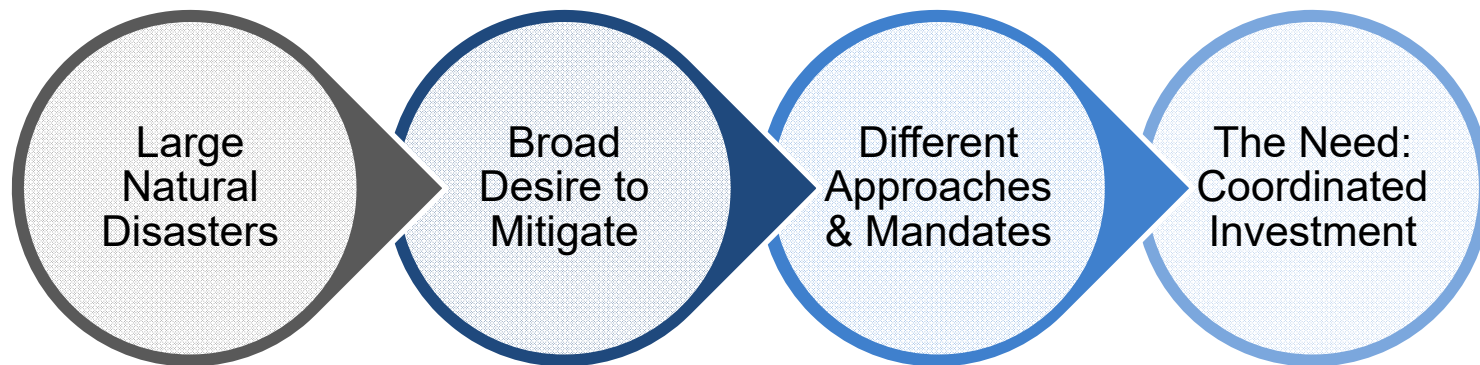 Large
Natural
Disasters
Broad
Desire to
Mitigate
Different
Approaches
& Mandates
The Need:
Coordinated
Investment